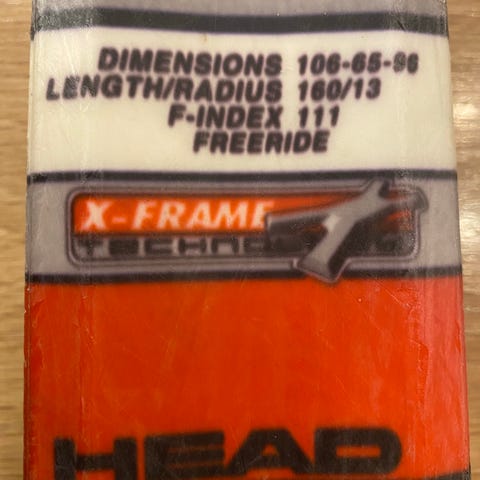 DIMENSIONS 106-65-96
LENGTH/RADIUS 160/13
F-INDEX 111
FREERIDE
X-FRAME
HEAD